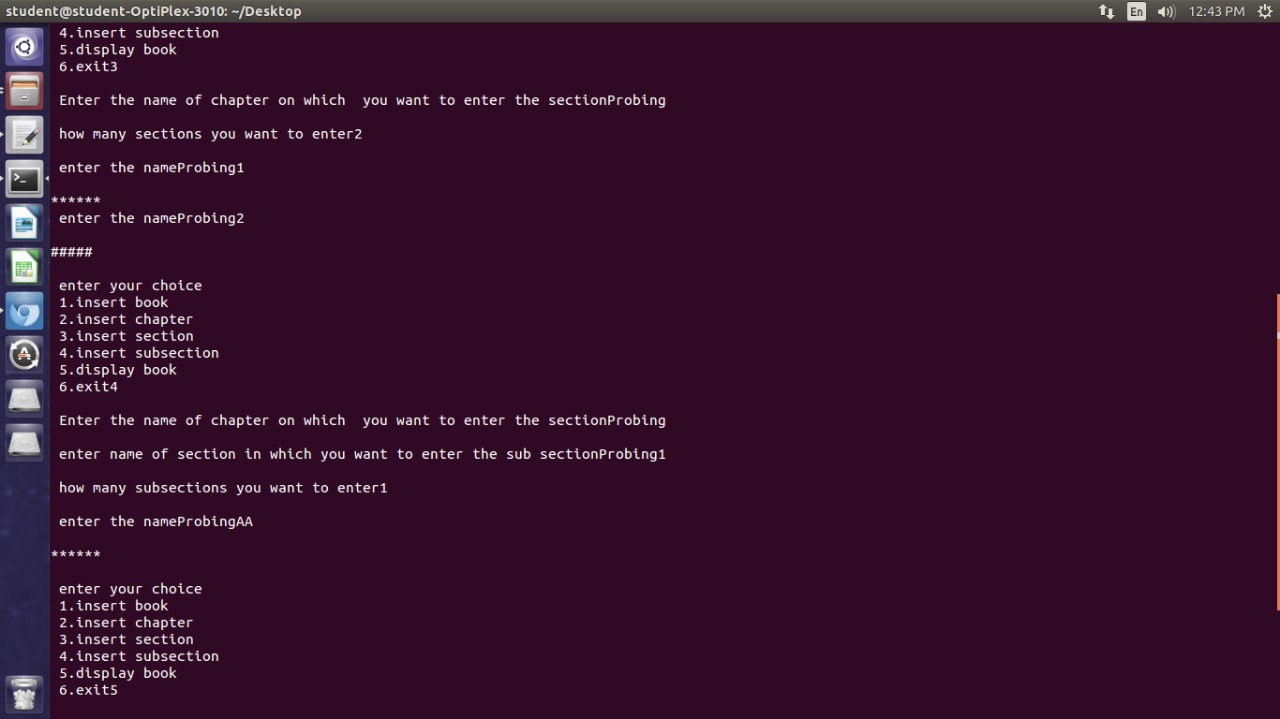 student@student-OptiPlex-3010: ~/Desktop
En
12:43 PM
4.insert subsection
5.display book
6.exit3
Enter the name of chapter on which  you want to enter the sectionProbing
how many sections you want to enter2
enter the nameProbing1
******
enter the nameProbing2
#####
enter your choice
1.insert book
2.insert chapter
3.insert section
4.insert subsection
5.display book
6.exit4
Enter the name of chapter on which  you want to enter the sectionProbing
enter name of section in which you want to enter the sub sectionProbing1
how many subsections you want to enter1
enter the nameProbingAA
******
enter your choice
1.insert book
2.insert chapter
3.insert section
4.insert subsection
5.display book
6.exit5